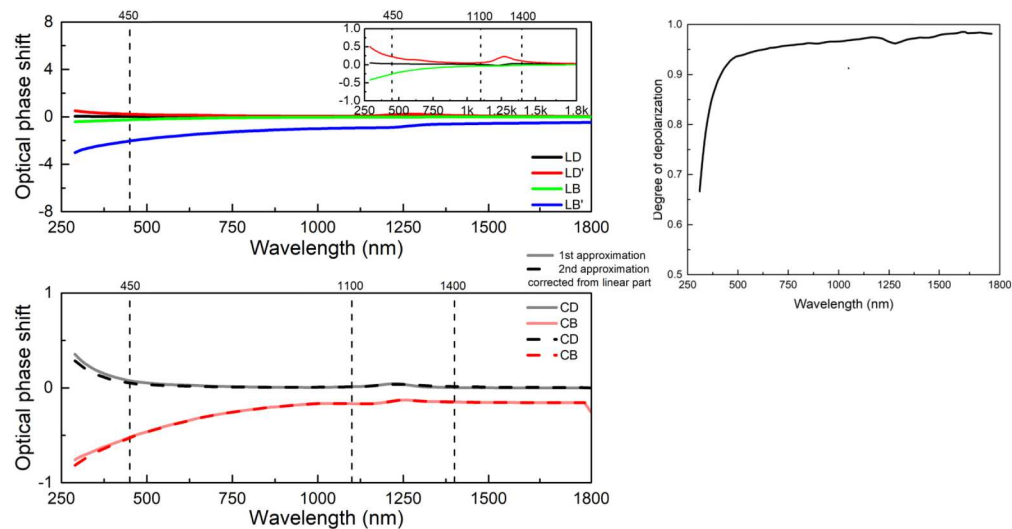 450 1100 1400
8
4
0
-4
-8
Optical phase shift
450 1100 1400
1.0
0.5
0.0
-0.5
-1.0
250 500 750 1k 1.25k 1.5k 1.8k
LD
LD'
LB
LB'
250 500 750 1000 1250 1500 1800
Wavelength (nm)
1st approximation
2nd approximation
corrected from linear part
450 1100 1400
1
0
-1
Optical phase shift
CD
CB
CD
CB
250 500 750 1000 1250 1500 1800
Wavelength (nm)
1.0
0.9
0.8
0.7
0.6
0.5
Degree of depolarization
250 500 750 1000 1250 1500 1800
Wavelength (nm)